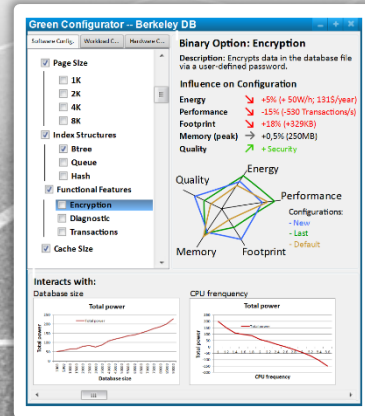 Green Configurator -- Berkeley DB
Software Config.
Workload C...
Hardware C...
Page Size
1K
2K
4K
8K
Index Structures
Btree
Queue
Hash
Functional Features
Encryption
Diagnostic
Transactions
Cache Size
Binary Option: Encryption
Description: Encrypts data in the database file
via a user-defined password.
Influence on Configuration
Energy +5% (+ 50W/h; 131$/year)
Performance -15% (-530 Transactions/s)
Footprint +18% (+329KB)
Memory (peak) +0,5% (250MB)
Quality + Security
Energy
Quality
Performance
Configurations:
- New
- Last
- Default
Memory
Footprint
Interacts with:
Database size
Total power
Total power
Total power
Database size
CPU frenquency
Total power
Total power
CPU frequency